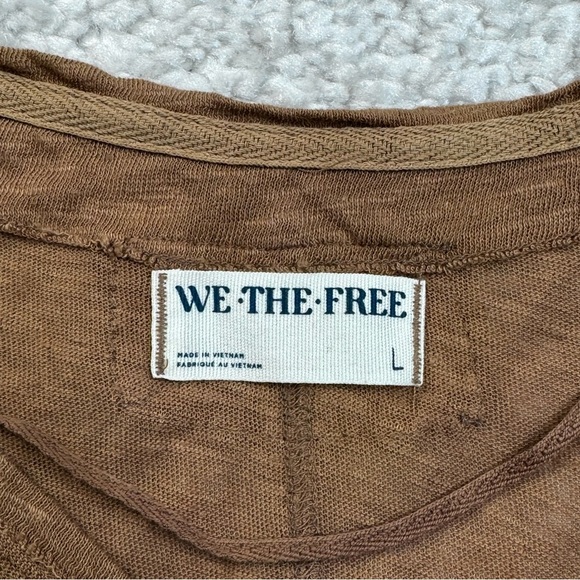 WE·THE·FREE
MADE IN VIETNAM
FABRIQUÉ AU VIETNAM
L